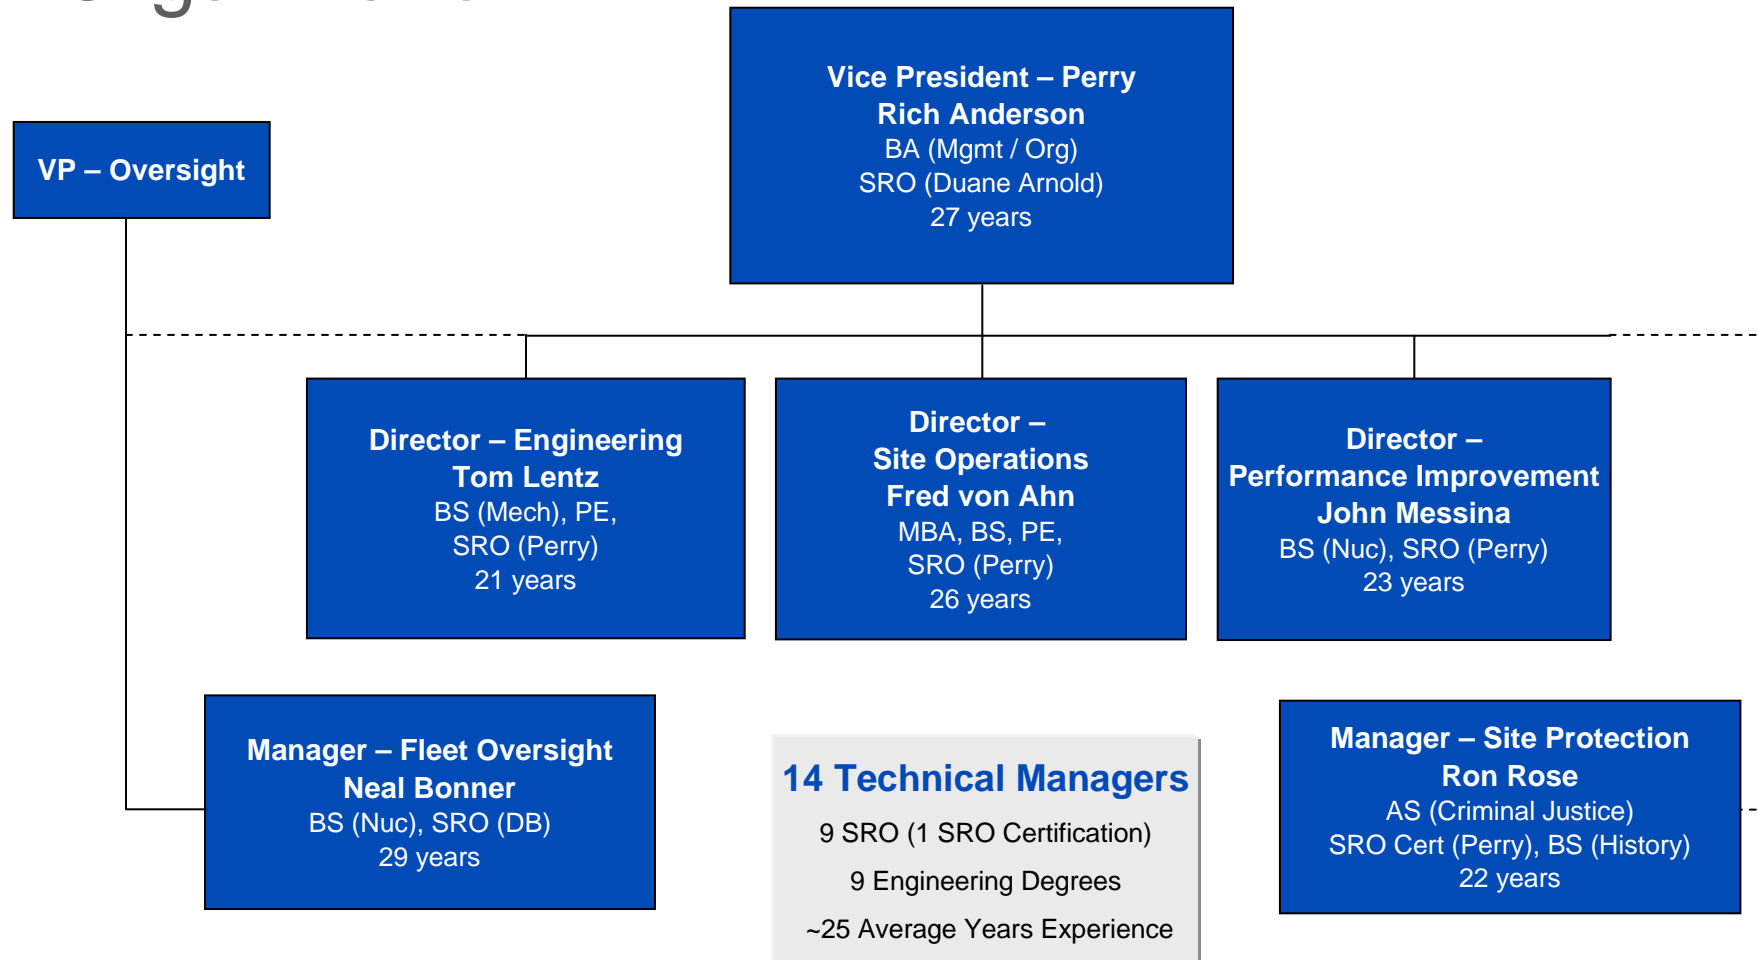 Vice President – Perry
Rich Anderson
BA (Mgmt / Org)
SRO (Duane Arnold)
27 years
VP – Oversight
Director – Engineering
Tom Lentz
BS (Mech), PE,
SRO (Perry)
21 years
Director –
Site Operations
Fred von Ahn
MBA, BS, PE,
SRO (Perry)
26 years
Director –
Performance Improvement
John Messina
BS (Nuc), SRO (Perry)
23 years
Manager – Fleet Oversight
Neal Bonner
BS (Nuc), SRO (DB)
29 years
14 Technical Managers
9 SRO (1 SRO Certification)
9 Engineering Degrees
~25 Average Years Experience
Manager – Site Protection
Ron Rose
AS (Criminal Justice)
SRO Cert (Perry), BS (History)
22 years